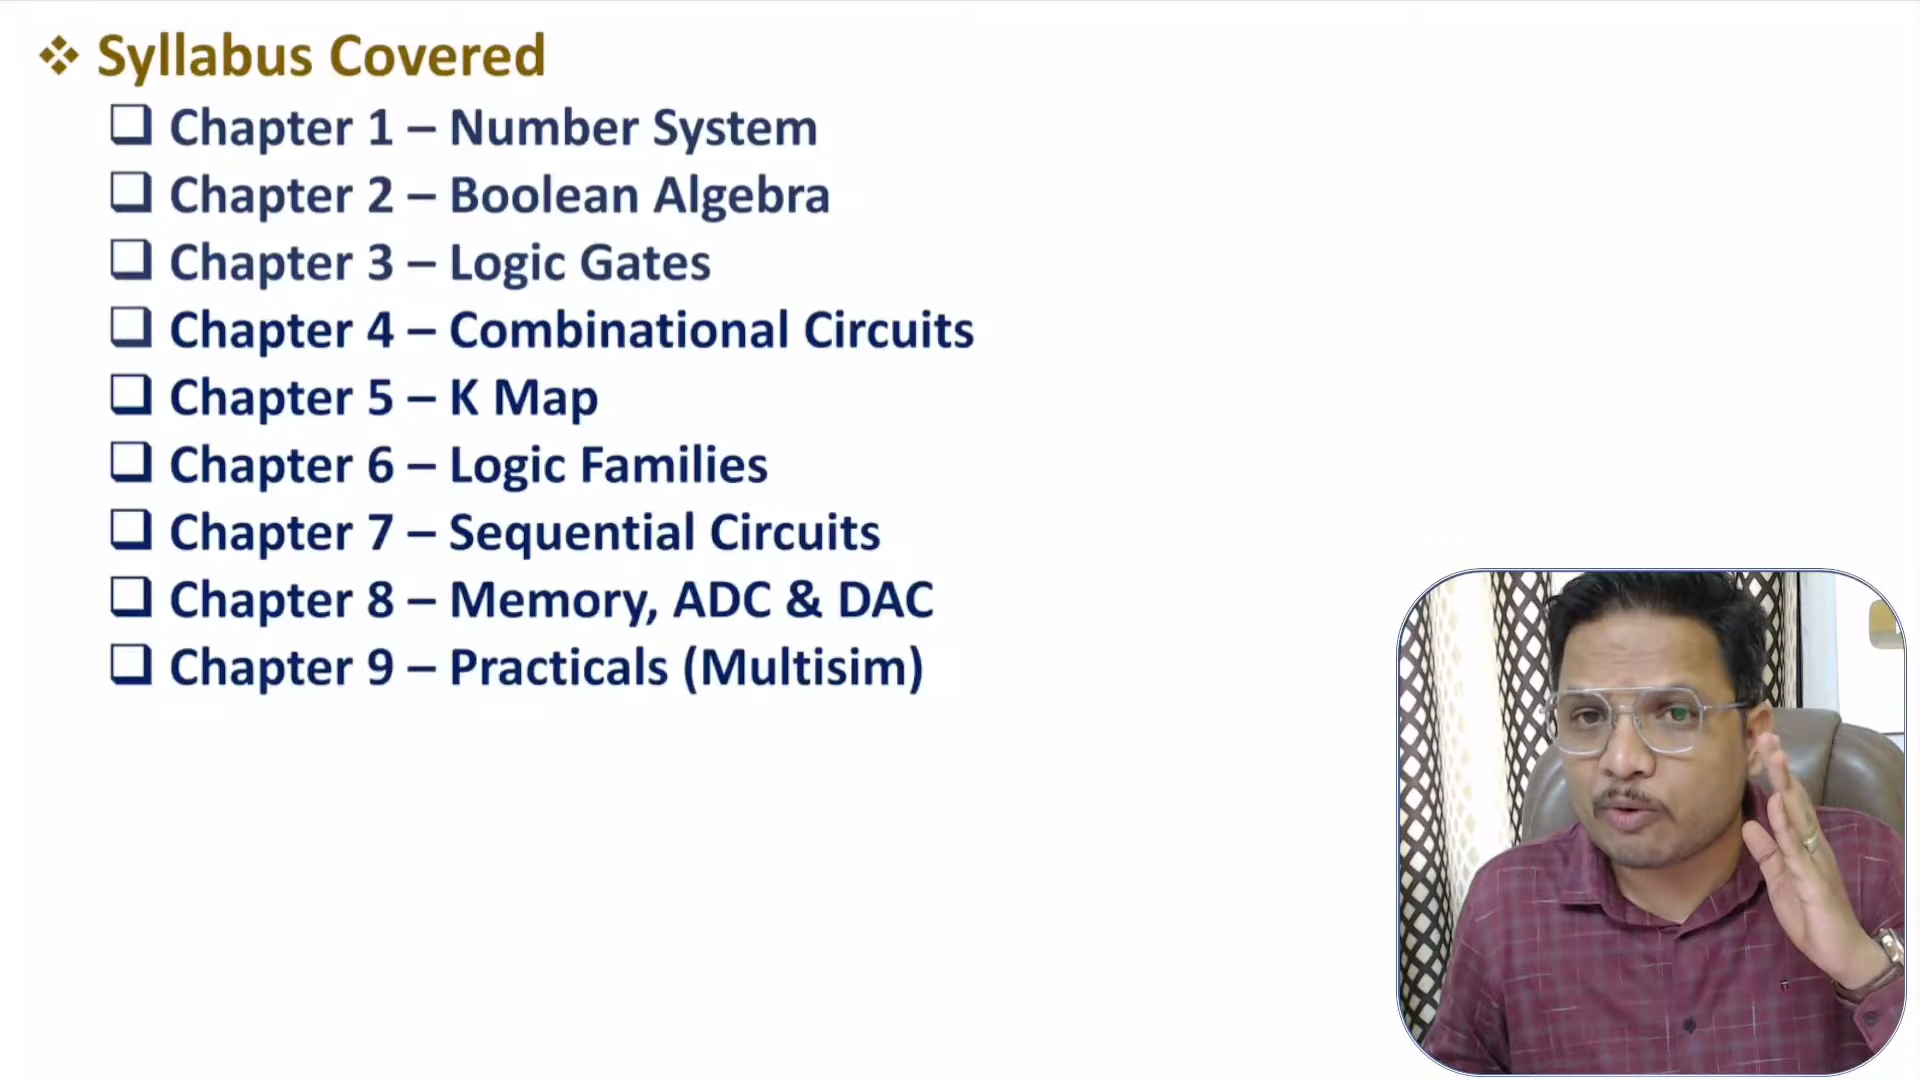 Syllabus Covered
Chapter 1 – Number System
Chapter 2 – Boolean Algebra
Chapter 3 – Logic Gates
Chapter 4 – Combinational Circuits
Chapter 5 – K Map
Chapter 6 – Logic Families
Chapter 7 – Sequential Circuits
Chapter 8 – Memory, ADC & DAC
Chapter 9 – Practicals (Multisim)